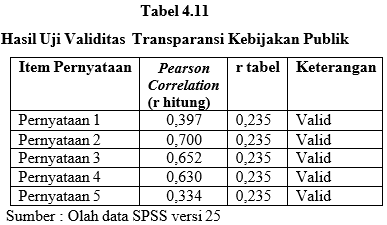 Tabel 4.11
Hasil Uji Validitas Transparansi Kebijakan Publik
Item Pernyataan Pearson Correlation (r hitung) r tabel Keterangan
Pernyataan 1 0,397 0,235 Valid
Pernyataan 2 0,700 0,235 Valid
Pernyataan 3 0,652 0,235 Valid
Pernyataan 4 0,630 0,235 Valid
Pernyataan 5 0,334 0,235 Valid
Sumber : Olah data SPSS versi 25